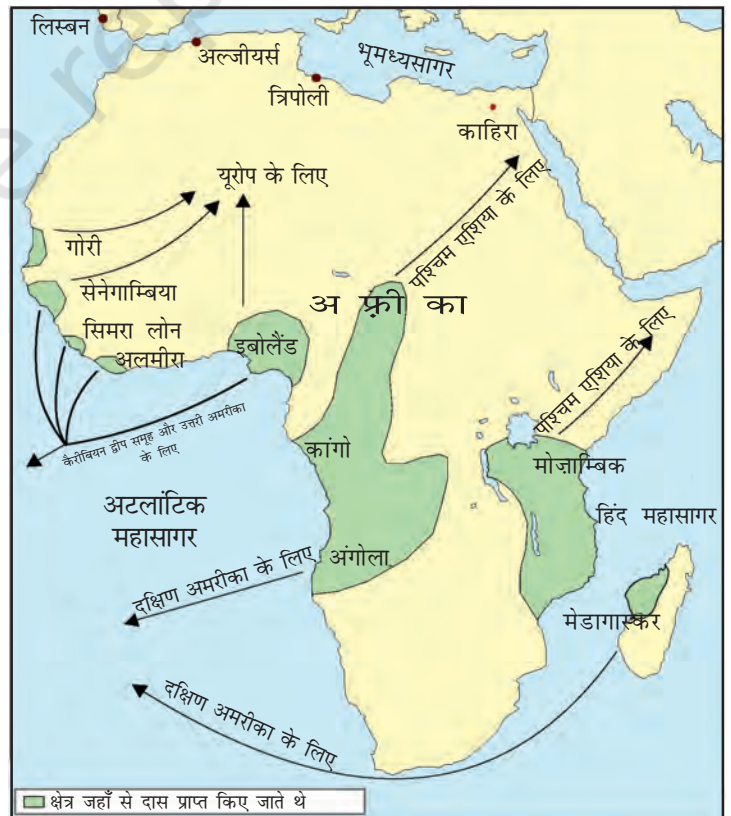 लिस्बन
अल्जीयर्स
भूमध्यसागर
त्रिपोली
काहिरा
यूरोप के लिए
पश्चिम एशिया के लिए
गोरी
सेनेगाम्बिया
अफ़्रीका
सिमरा लोन
इबोलैंड
अलमीरा
पश्चिम एशिया के लिए
कैरीबियन द्वीप समूह और उत्तरी अमरीका
के लिए
कांगो
मोज़ाम्बिक
अटलांटिक
महासागर
हिंद महासागर
अंगोला
दक्षिण अमरीका के लिए
मेडागास्कर
दक्षिण अमरीका के लिए
क्षेत्र जहाँ से दास प्राप्त किए जाते थे